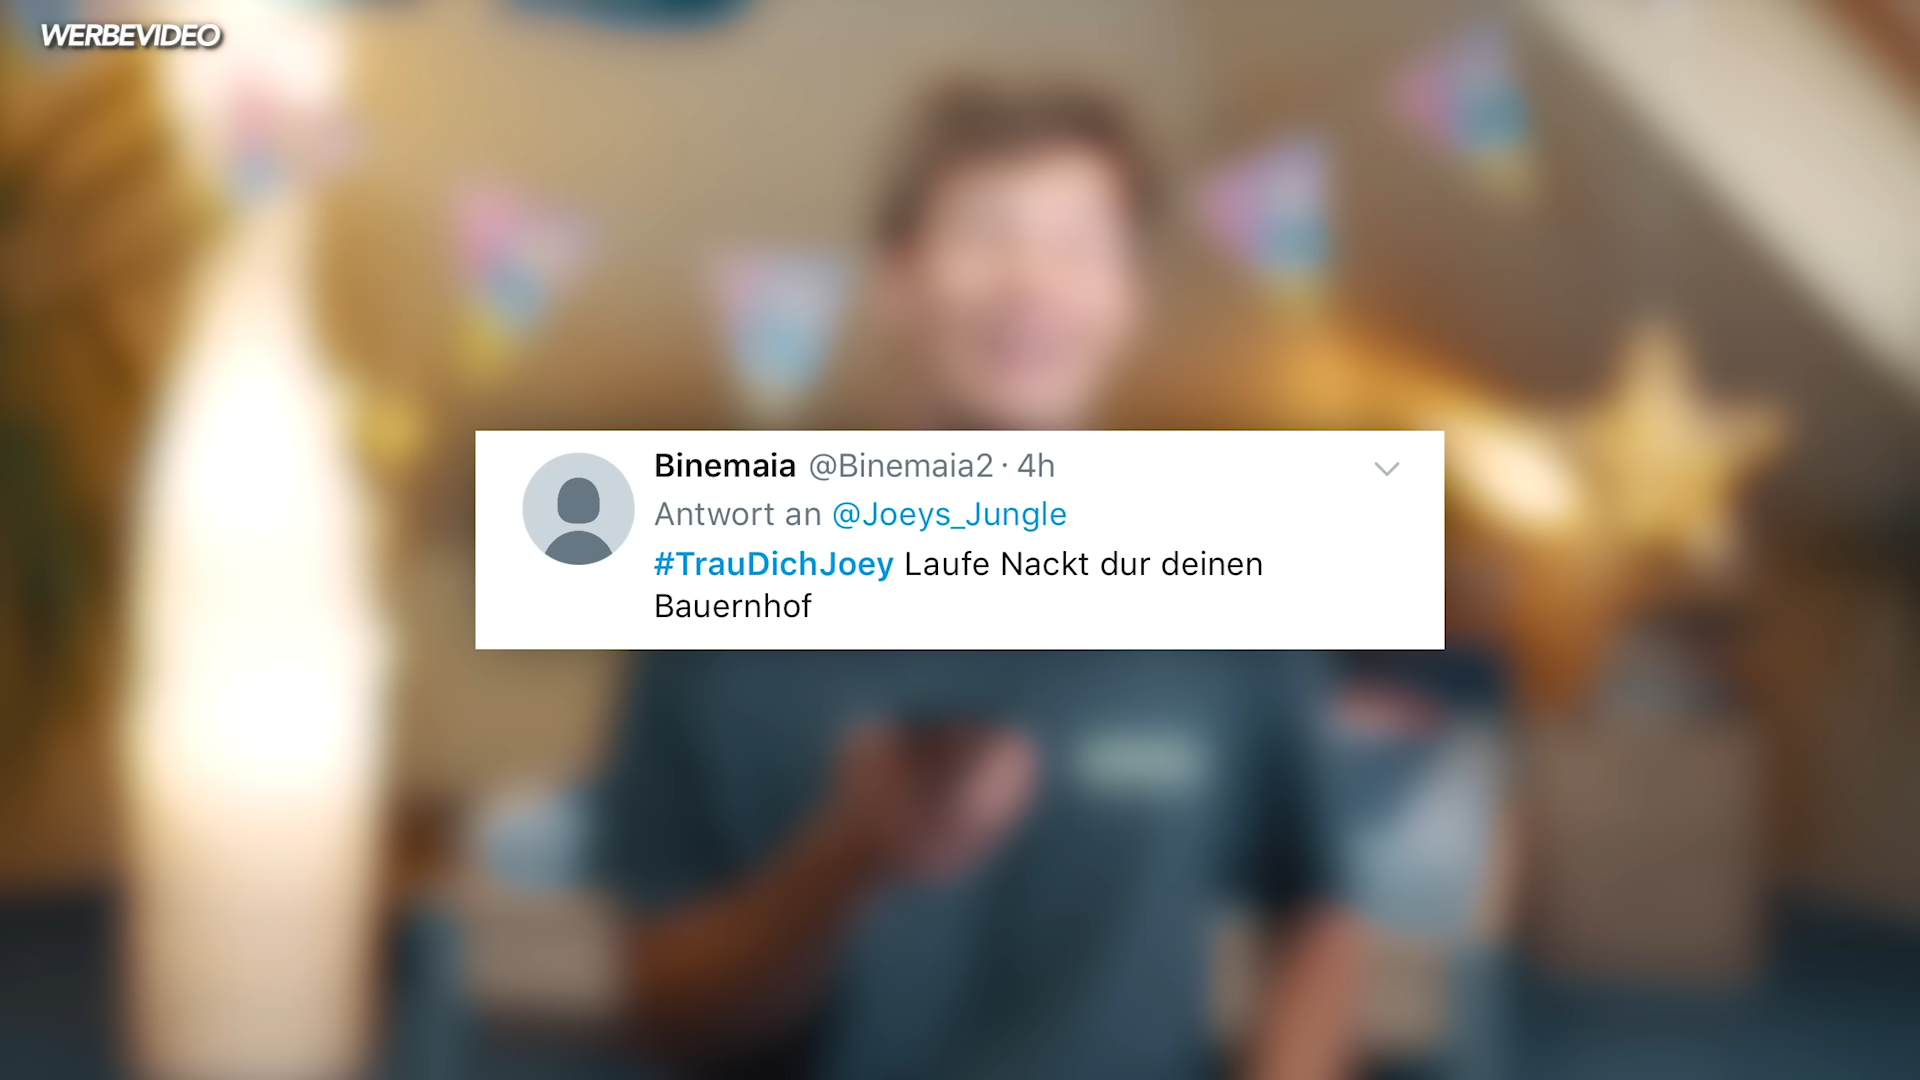 WERBEVIDEO
Binemaia @Binemaia2 · 4h
Antwort an @Joeys_Jungle
#TrauDichJoey Laufe Nackt dur deinen
Bauernhof